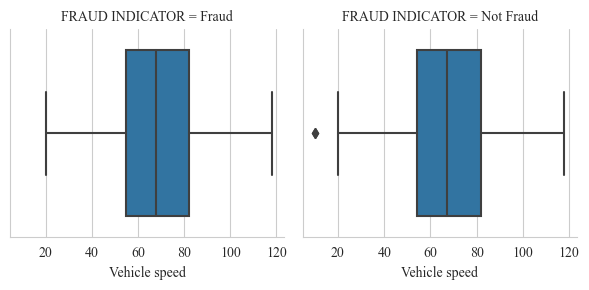 FRAUD INDICATOR = Fraud
FRAUD INDICATOR = Not Fraud
20 40 60 80 100 120
20 40 60 80 100 120
Vehicle speed
Vehicle speed